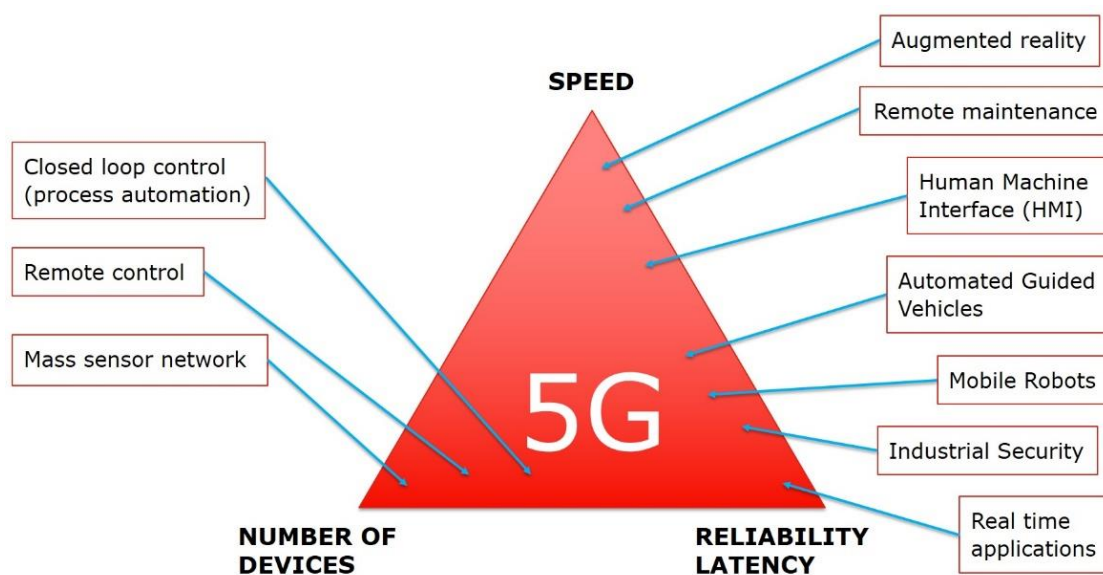 Augmented reality
SPEED
Remote maintenance
Closed loop control
(process automation)
Human Machine
Interface (HMI)
Remote control
Automated Guided
Vehicles
Mass sensor network
5G
Mobile Robots
Industrial Security
NUMBER OF
DEVICES
RELIABILITY
LATENCY
Real time
applications